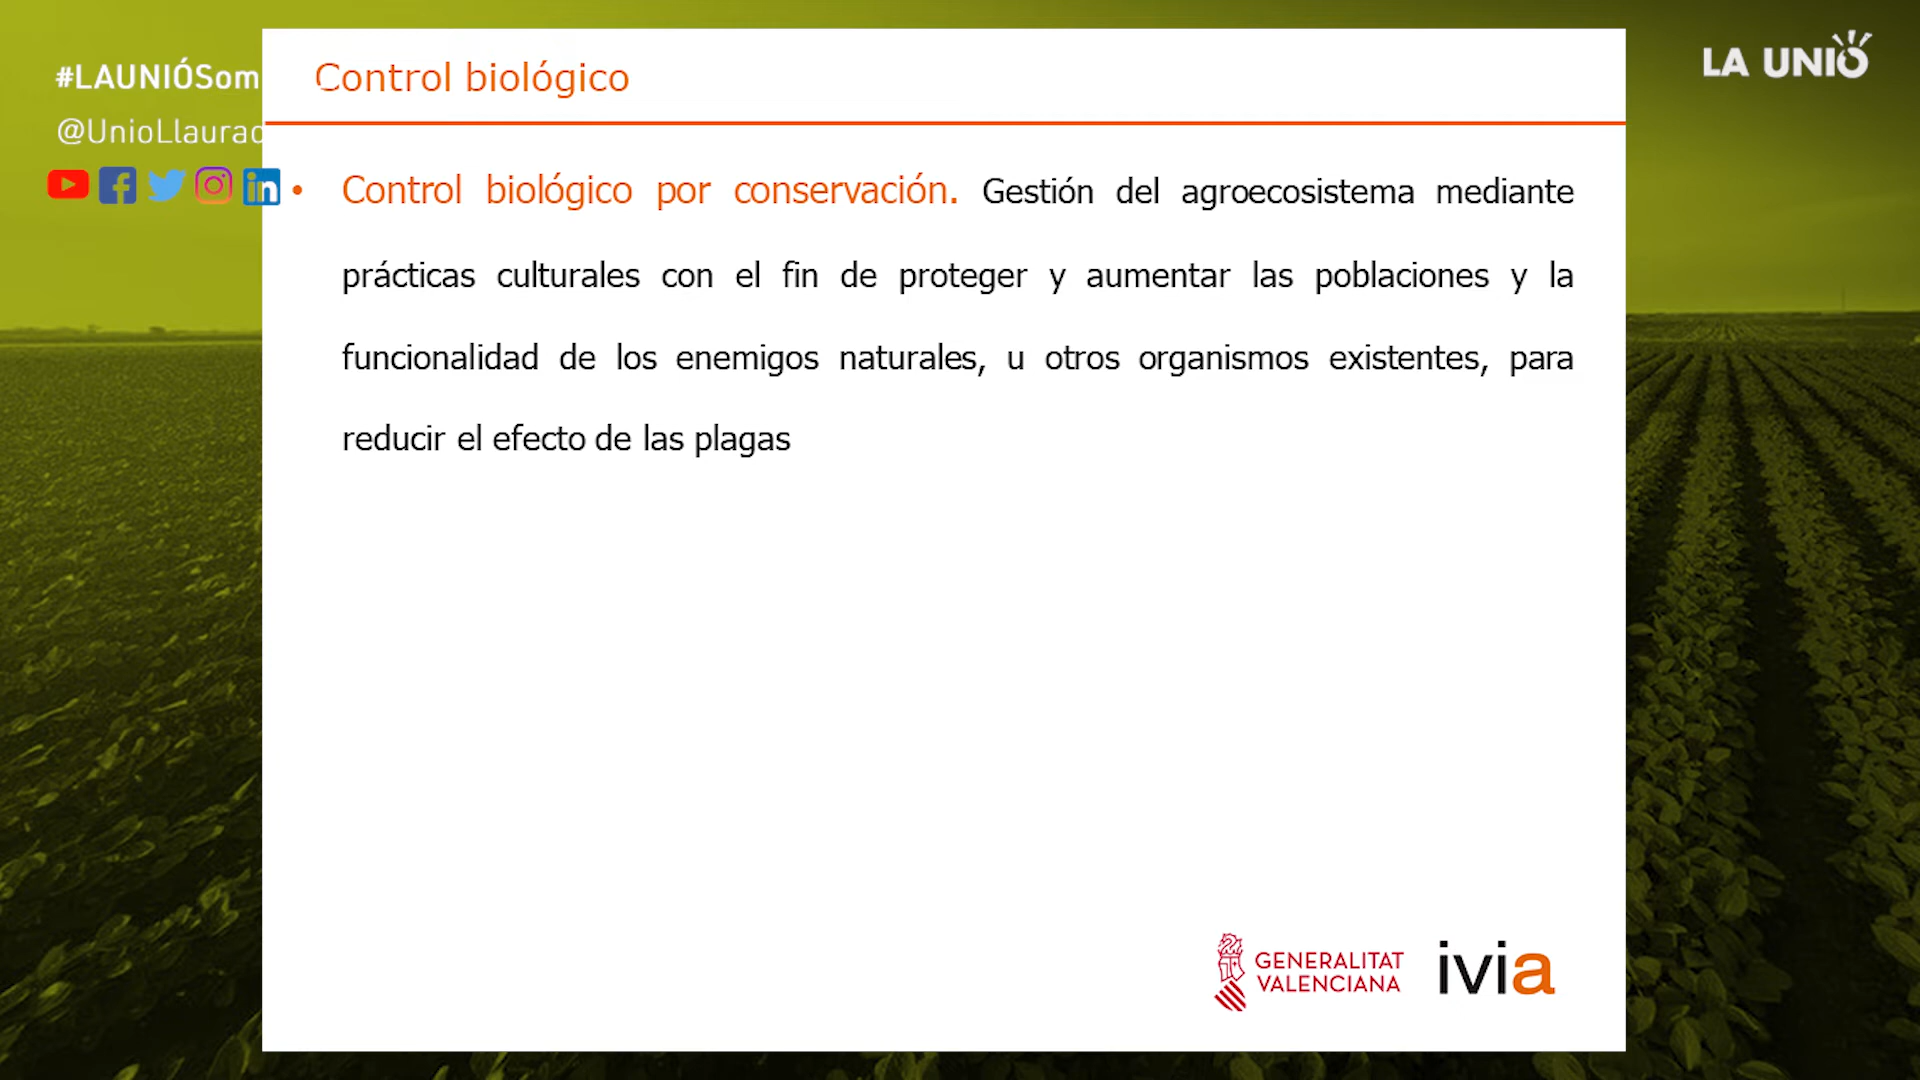 #LAUNIÓSom
@UnioLlaurad
LA UNIÓ
Control biológico
• Control biológico por conservación. Gestión del agroecosistema mediante
prácticas culturales con el fin de proteger y aumentar las poblaciones y la
funcionalidad de los enemigos naturales, u otros organismos existentes, para
reducir el efecto de las plagas
GENERALITAT
VALENCIANA
ivia